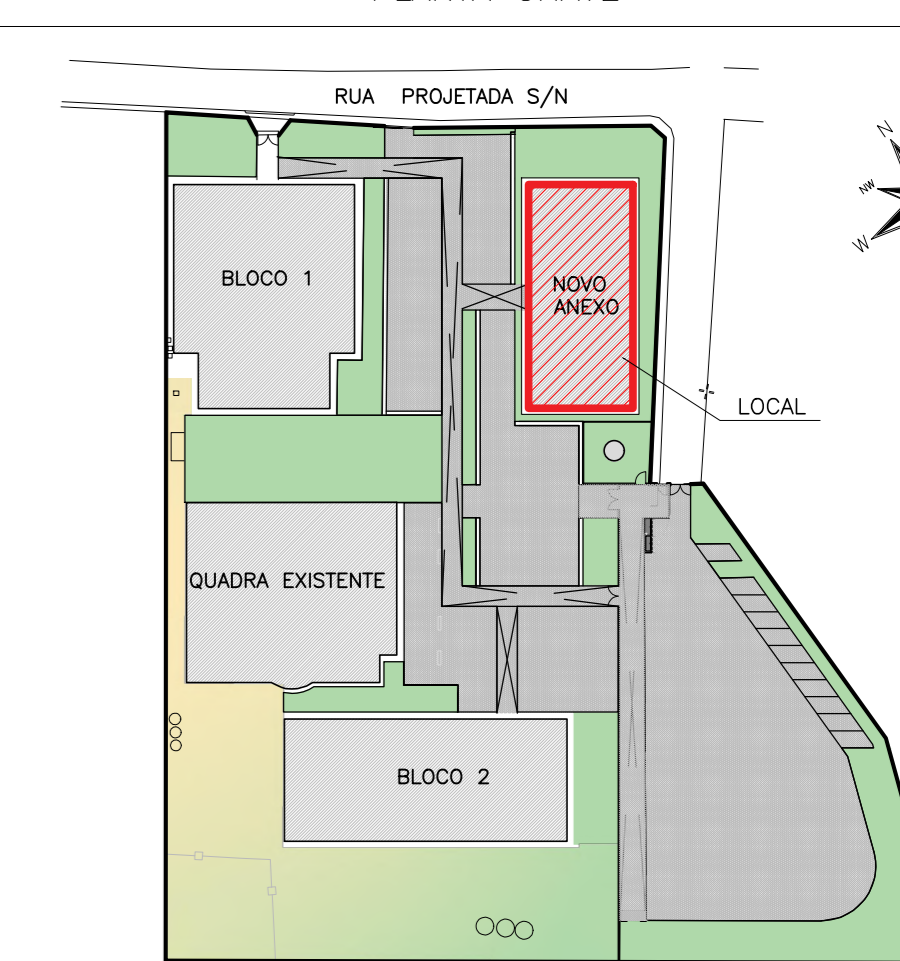 RUA PROJETADA S/N
N
NW
W
BLOCO 1
NOVO
ANEXO
LOCAL
QUADRA EXISTENTE
BLOCO 2